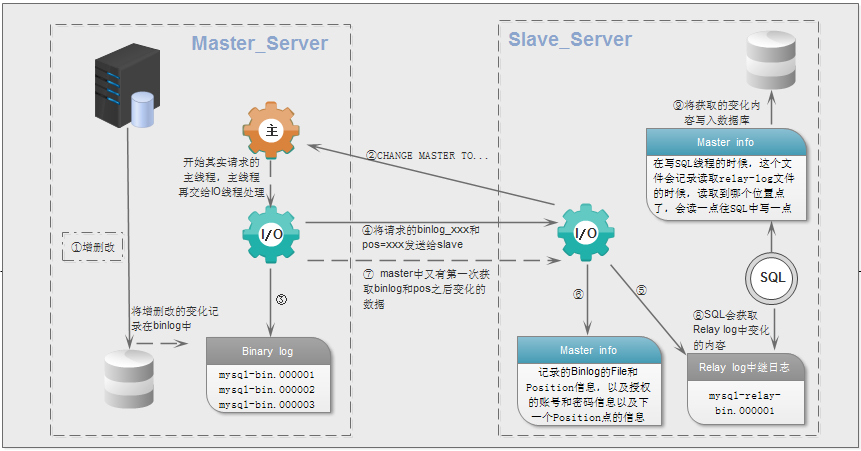 Master_Server
Slave_Server
主
开始其实请求的
主线程，主线程
再交给IO线程处理
②CHANGE MASTER TO...
I/O
①增删改
④将请求的binlog_xxx和
pos=xxx发送给slave
⑦ master中又有第一次获
取binlog和pos之后变化的
数据
③
将增删改的变化记
录在binlog中
Binary log
mysql-bin.000001
mysql-bin.000002
mysql-bin.000003
I/O
⑥
⑤
Master info
记录的Binlog的File和
Position信息，以及授权
的账号和密码信息以及下
一个Position点的信息
⑨将获取的变化内
容写入数据库
Master info
在写SQL线程的时候，这个文
件会记录读取relay-log文件
的时候，读取到哪个位置点
了，会读一点往SQL中写一点
SQL
⑧SQL会获取
Relay log中变化
的内容
Relay log中继日志
mysql-relay-
bin.000001